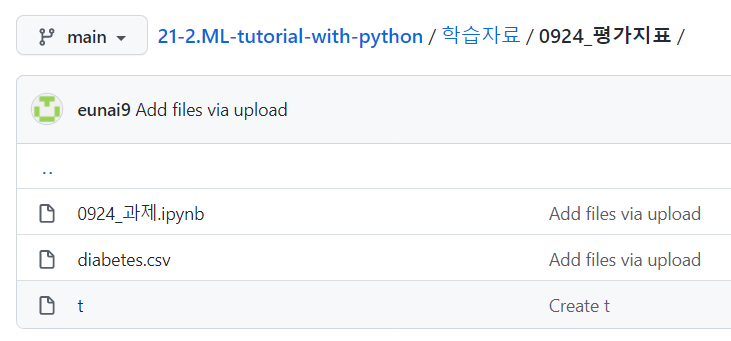 main 21-2.ML-tutorial-with-python / 학습자료 / 0924_평가지표 /
eunai9 Add files via upload
..
0924_과제.ipynb Add files via upload
diabetes.csv Add files via upload
t Create t